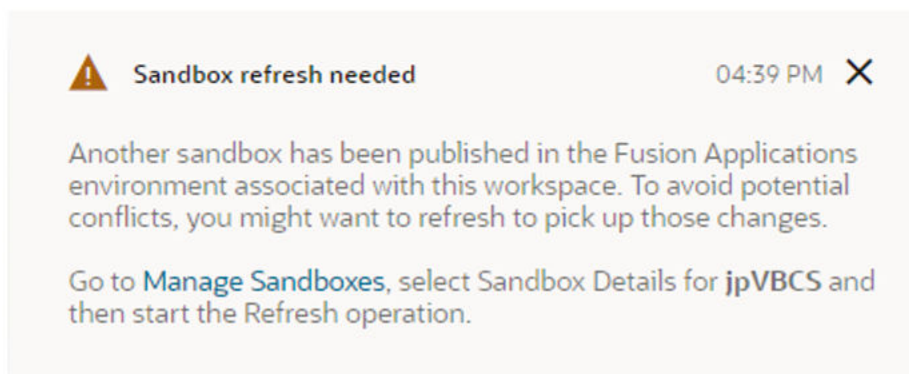 Sandbox refresh needed 04:39 PM
Another sandbox has been published in the Fusion Applications
environment associated with this workspace. To avoid potential
conflicts, you might want to refresh to pick up those changes.
Go to Manage Sandboxes, select Sandbox Details for jpVBCS and
then start the Refresh operation.